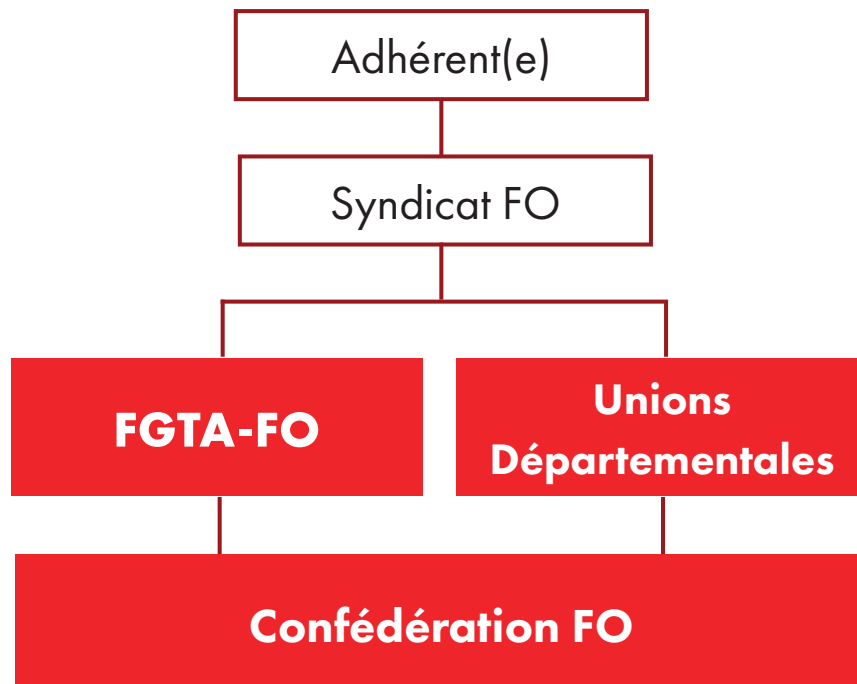 Adhérent(e)
Syndicat FO
FGTA-FO
Unions
Départementales
Confédération FO